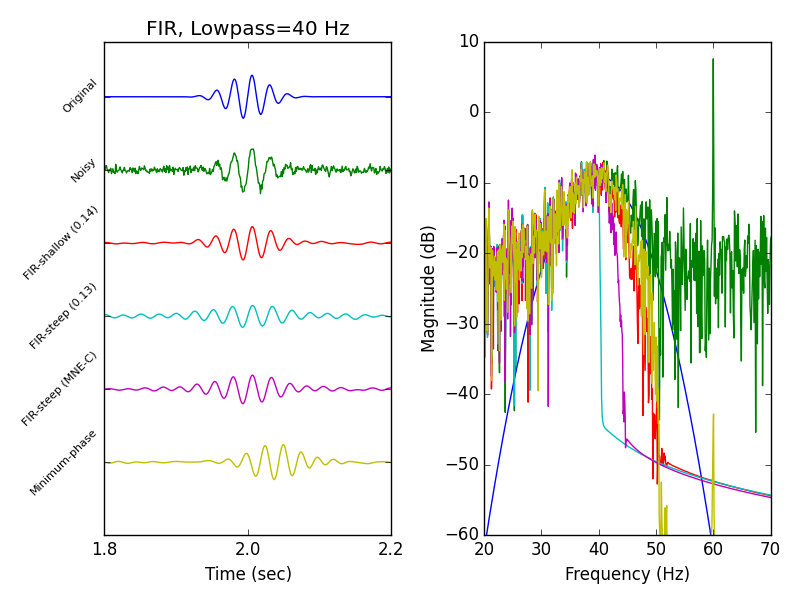 FIR, Lowpass=40 Hz
Original
Noisy
FIR-shallow (0.14)
FIR-steep (0.13)
FIR-steep (MNE-C)
Minimum-phase
1.8
2.0
2.2
Time (sec)
10
0
−10
−20
−30
−40
−50
−60
Magnitude (dB)
20
30
40
50
60
70
Frequency (Hz)